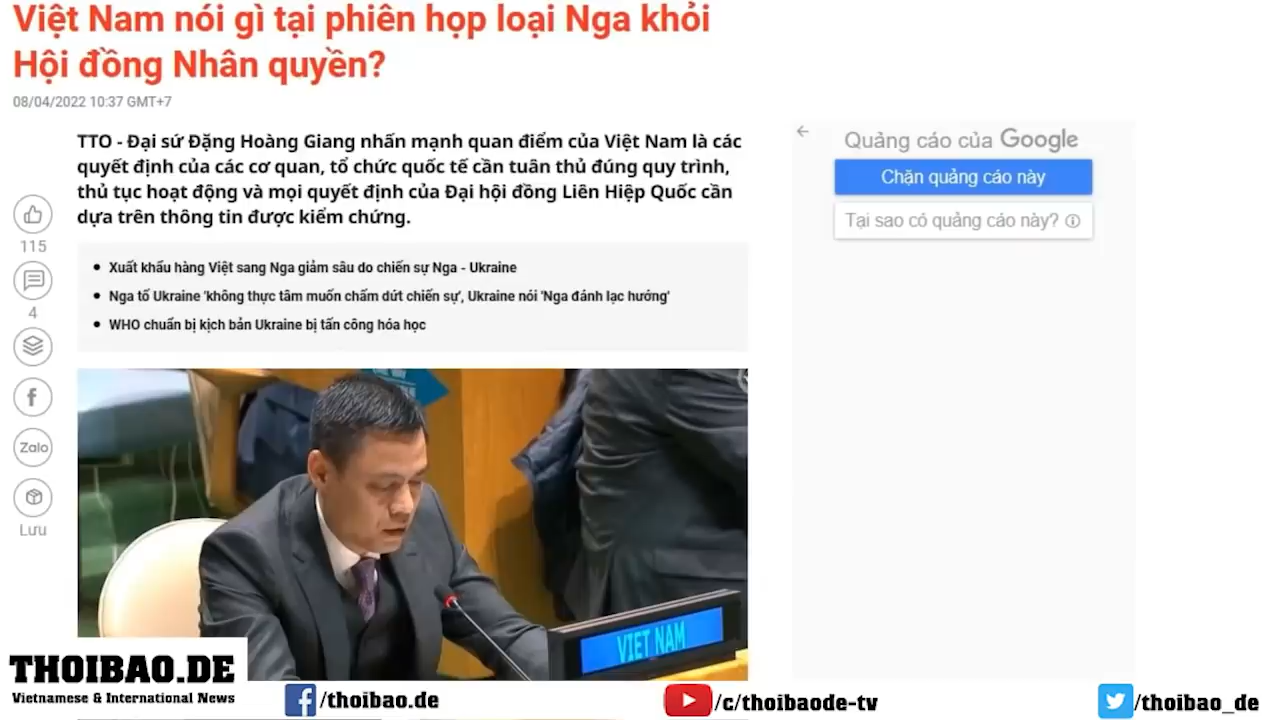 Việt Nam nói gì tại phiên họp loại Nga khỏi
Hội đồng Nhân quyền?
08/04/2022 10:37 GMT+7
TTO - Đại sứ Đặng Hoàng Giang nhấn mạnh quan điểm của Việt Nam là các
quyết định của các cơ quan, tổ chức quốc tế cần tuân thủ đúng quy trình,
thủ tục hoạt động và mọi quyết định của Đại hội đồng Liên Hiệp Quốc cần
dựa trên thông tin được kiểm chứng.
115
4
Zalo
Lưu
• Xuất khẩu hàng Việt sang Nga giảm sâu do chiến sự Nga - Ukraine
• Nga tố Ukraine 'không thực tâm muốn chấm dứt chiến sự', Ukraine nói 'Nga đánh lạc hướng'
• WHO chuẩn bị kịch bản Ukraine bị tấn công hóa học
Quảng cáo của Google
Chặn quảng cáo này
Tại sao có quảng cáo này?
VIET NAM
THOIBAO.DE
Vietnamese & International News
/thoibao.de
/c/thoibaode-tv
/thoibao_de